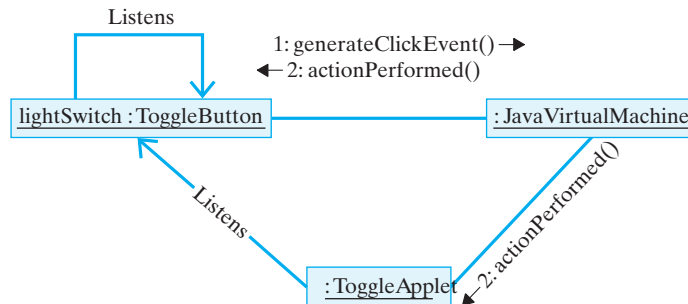 Listens
1: generateClickEvent()
2: actionPerformed()
lightSwitch :ToggleButton
:JavaVirtualMachine
Listens
2: actionPerformed()
:ToggleApplet